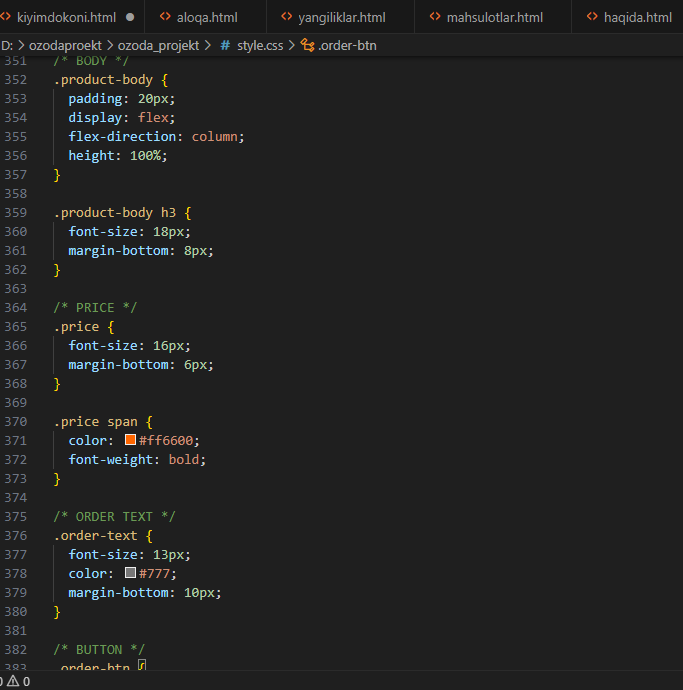 kiyimdokoni.html aloqa.html yangiliklar.html mahsulotlar.html haqida.html
D: > ozodaproekt > ozoda_projekt > # style.css > .order-btn
351 /* BODY */
352 .product-body {
353 padding: 20px;
354 display: flex;
355 flex-direction: column;
356 height: 100%;
357 }
358
359 .product-body h3 {
360 font-size: 18px;
361 margin-bottom: 8px;
362 }
363
364 /* PRICE */
365 .price {
366 font-size: 16px;
367 margin-bottom: 6px;
368 }
369
370 .price span {
371 color: #ff6600;
372 font-weight: bold;
373 }
374
375 /* ORDER TEXT */
376 .order-text {
377 font-size: 13px;
378 color: #777;
379 margin-bottom: 10px;
380 }
381
382 /* BUTTON */
383 .order-btn {
0 0